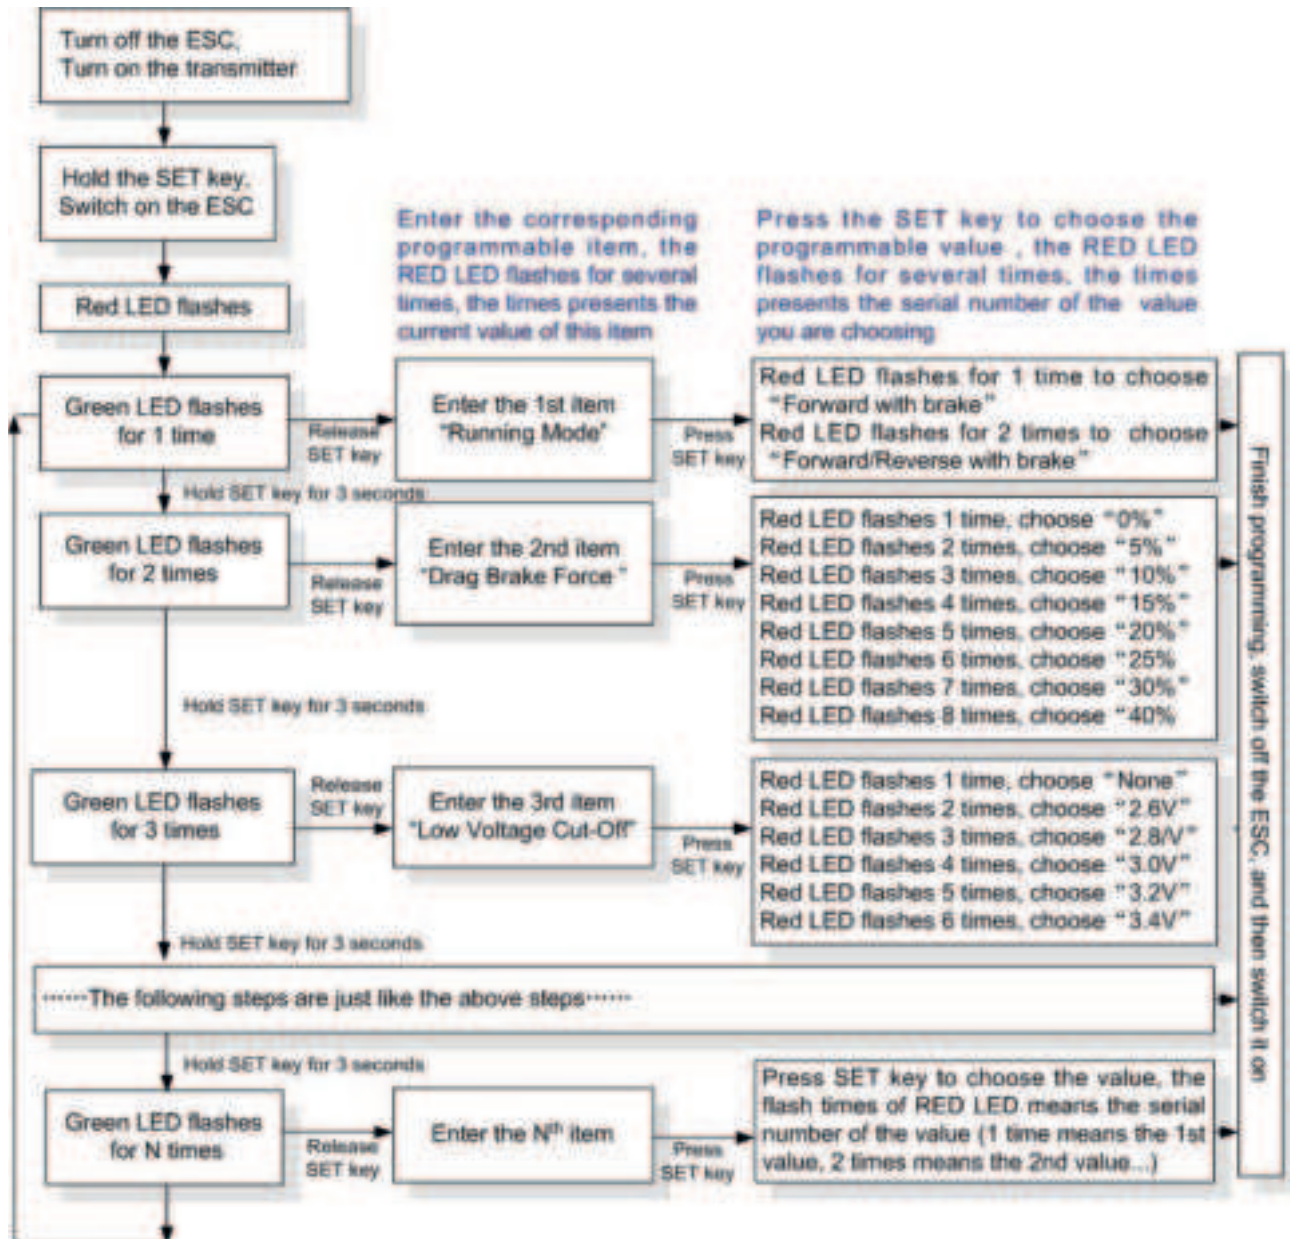 Turn off the ESC,
Turn on the transmitter
Hold the SET key,
Switch on the ESC
Red LED flashes
Enter the corresponding
programmable item, the
RED LED flashes for several
times, the times presents the
current value of this item
Press the SET key to choose the
programmable value , the RED LED
flashes for several times, the times
presents the serial number of the value
you are choosing
Green LED flashes
for 1 time
Release
SET key
Enter the 1st item
"Running Mode"
Press
SET key
Red LED flashes for 1 time to choose
"Forward with brake"
Red LED flashes for 2 times to choose
"Forward/Reverse with brake"
Hold SET key for 3 seconds
Green LED flashes
for 2 times
Release
SET key
Enter the 2nd item
"Drag Brake Force "
Press
SET key
Red LED flashes 1 time, choose "0%"
Red LED flashes 2 times, choose "5%"
Red LED flashes 3 times, choose "10%"
Red LED flashes 4 times, choose "15%"
Red LED flashes 5 times, choose "20%"
Red LED flashes 6 times, choose "25%
Red LED flashes 7 times, choose "30%"
Red LED flashes 8 times, choose "40%
Hold SET key for 3 seconds
Green LED flashes
for 3 times
Release
SET key
Enter the 3rd item
"Low Voltage Cut-Off"
Press
SET key
Red LED flashes 1 time, choose "None"
Red LED flashes 2 times, choose "2.6V"
Red LED flashes 3 times, choose "2.8/V"
Red LED flashes 4 times, choose "3.0V"
Red LED flashes 5 times, choose "3.2V"
Red LED flashes 6 times, choose "3.4V"
Hold SET key for 3 seconds
······The following steps are just like the above steps······
Hold SET key for 3 seconds
Green LED flashes
for N times
Release
SET key
Enter the Nth item
Press
SET key
Press SET key to choose the value, the
flash times of RED LED means the serial
number of the value (1 time means the 1st
value, 2 times means the 2nd value...)
Finish programming, switch off the ESC, and then switch it on